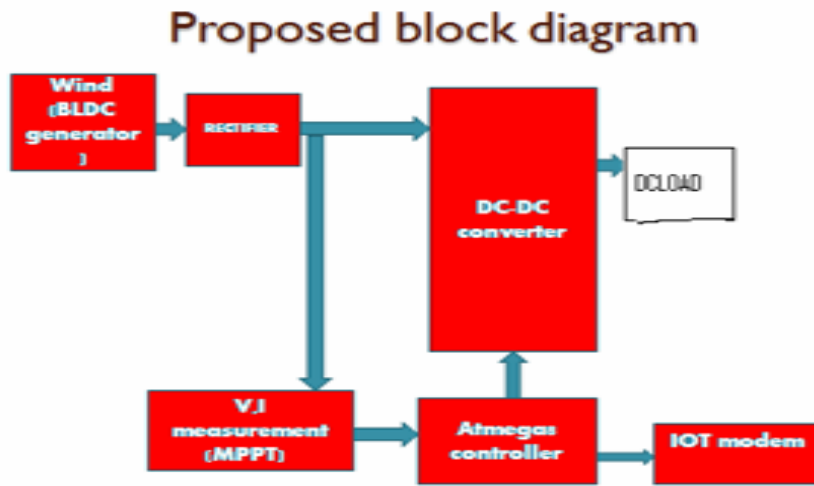 Proposed block diagram
Wind
(BLDC
generator
)
RECTIFIER
DC-DC
converter
DCLOAD
V,I
measurement
(MPPT)
Atmegas
controller
IOT modem